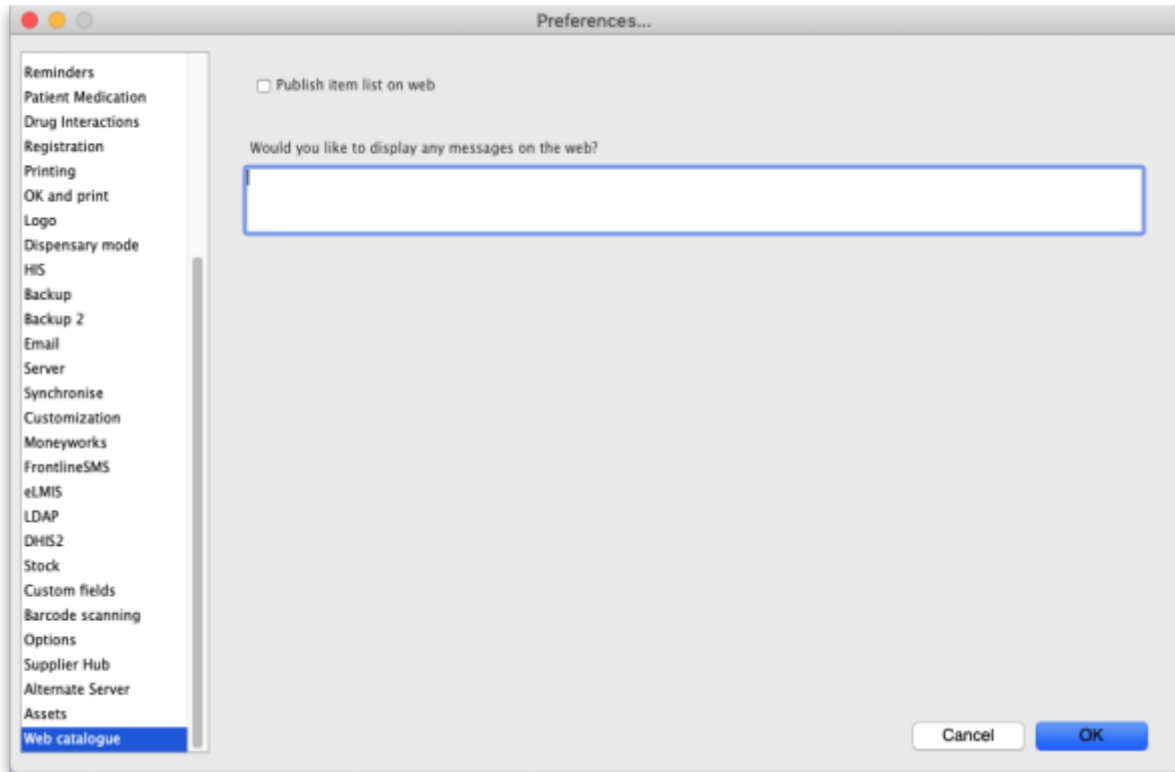 Preferences...
Reminders
Patient Medication
Drug Interactions
Registration
Printing
OK and print
Logo
Dispensary mode
HIS
Backup
Backup 2
Email
Server
Synchronise
Customization
Moneyworks
FrontlineSMS
eLMIS
LDAP
DHIS2
Stock
Custom fields
Barcode scanning
Options
Supplier Hub
Alternate Server
Assets
Web catalogue
Publish item list on web
Would you like to display any messages on the web?
Cancel
OK